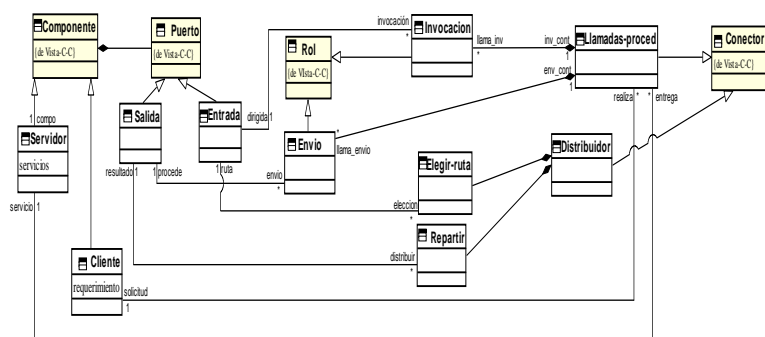 Componente
{de Vista-C-C}
Puerto
{de Vista-C-C}
Rol
{de VIsta-C-C}
invocación
*
Invocacion
llama_inv
*
inv_cont
1
Llamadas-proced
Conector
{de Vista-C-C}
env_cont
1
realiza
*
*
entrega
1
compo
Servidor
servicios
servicio
1
Salida
resultado
1
1
procede
Entrada
dirigida
1
1
ruta
Envio
*
llama_envio
envio
*
Elegir-ruta
eleccion
*
Distribuidor
Repartir
distribuir
*
Cliente
requerimiento
solicitud
1